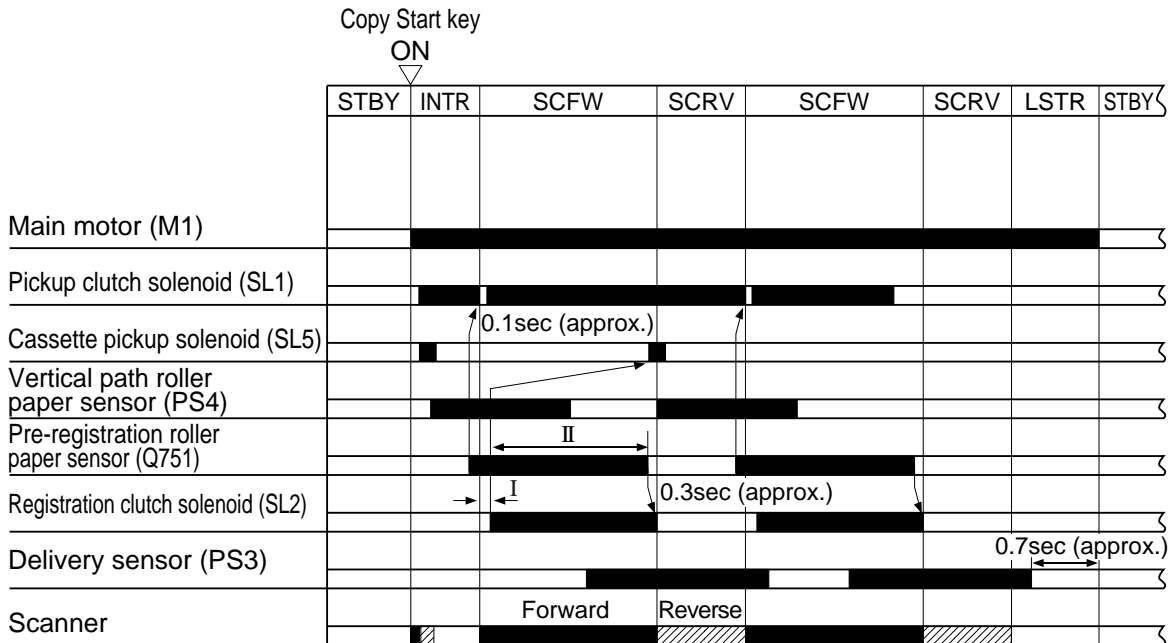 Copy Start key
ON
STBY INTR SCFW SCRV SCFW SCRV LSTR STBY
Main motor (M1)
Pickup clutch solenoid (SL1)
0.1sec (approx.)
Cassette pickup solenoid (SL5)
Vertical path roller
paper sensor (PS4)
Pre-registration roller
paper sensor (Q751)
II
Registration clutch solenoid (SL2)
I
0.3sec (approx.)
Delivery sensor (PS3)
0.7sec (approx.)
Scanner
Forward Reverse